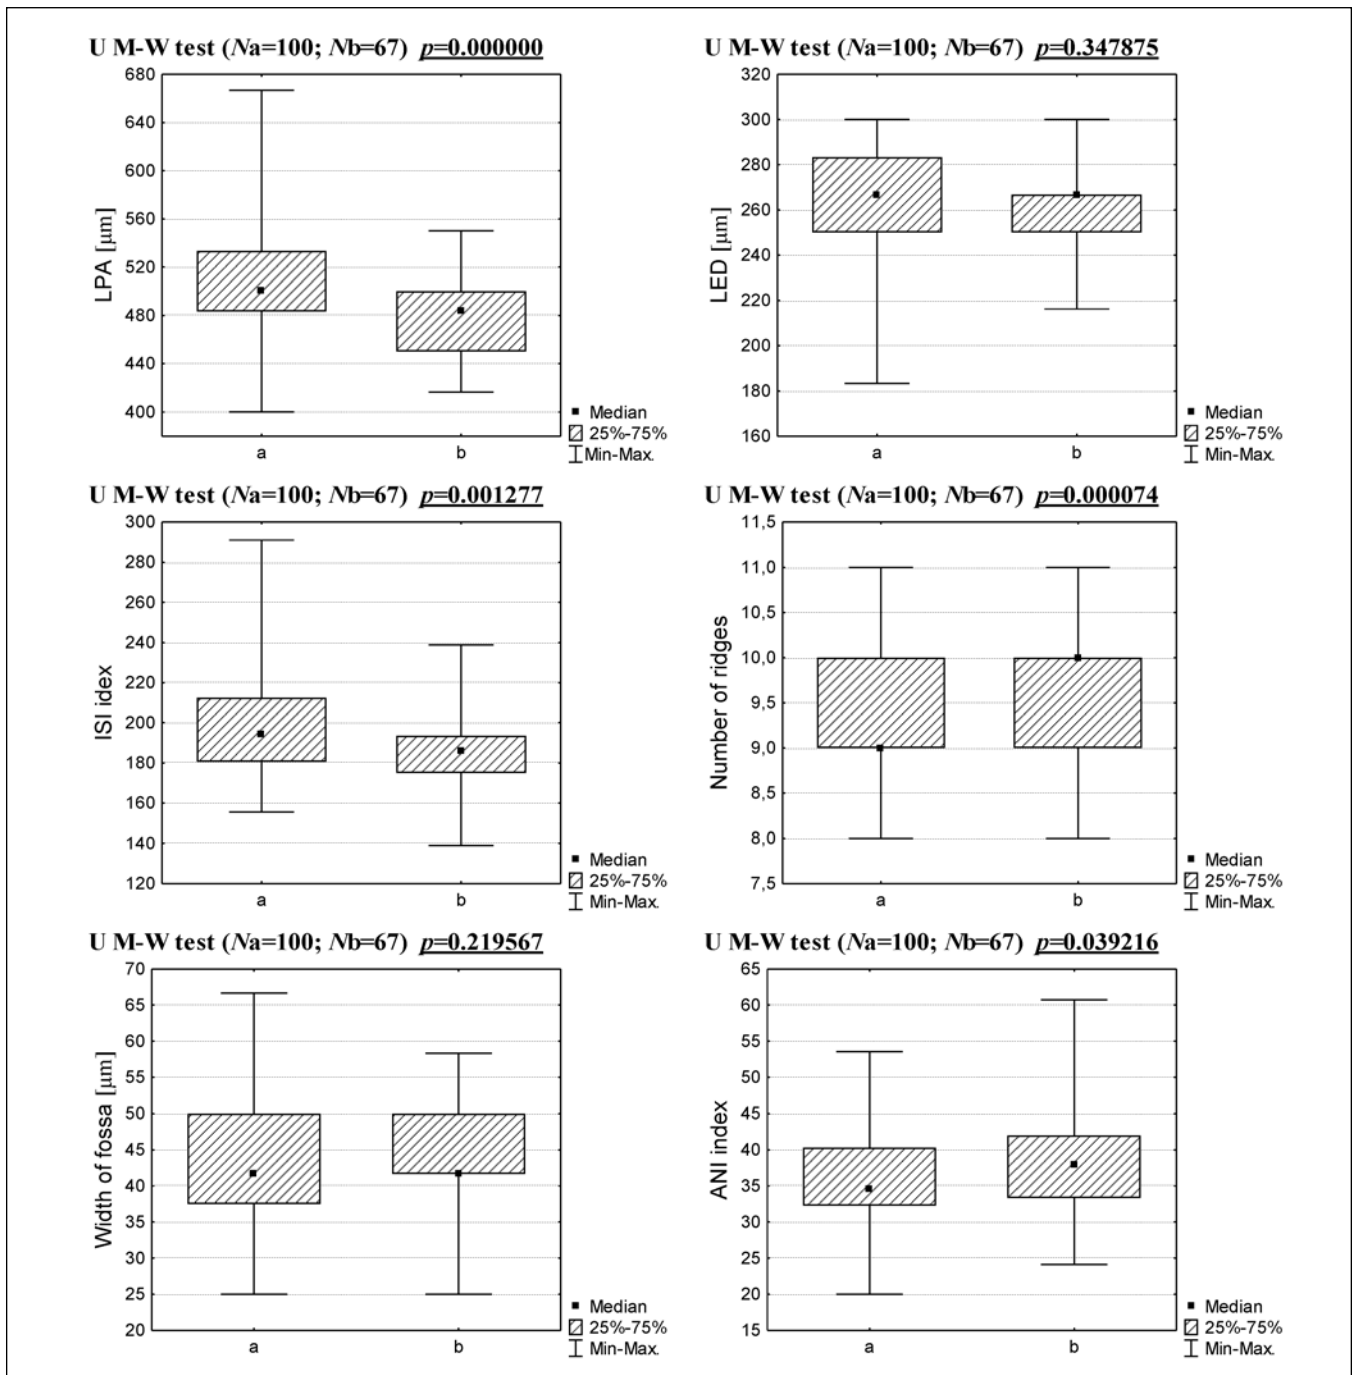 U M-W test (Na=100; Nb=67) p=0.000000
680
640
600
560
520
480
440
400
LPA [µm]
a b
Median
25%-75%
Min-Max.
U M-W test (Na=100; Nb=67) p=0.347875
320
300
280
260
240
220
200
180
160
LED [µm]
a b
Median
25%-75%
Min-Max.
U M-W test (Na=100; Nb=67) p=0.001277
300
280
260
240
220
200
180
160
140
120
ISI idex
a b
Median
25%-75%
Min-Max.
U M-W test (Na=100; Nb=67) p=0.000074
11,5
11,0
10,5
10,0
9,5
9,0
8,5
8,0
7,5
Number of ridges
a b
Median
25%-75%
Min-Max.
U M-W test (Na=100; Nb=67) p=0.219567
70
65
60
55
50
45
40
35
30
25
20
Width of fossa [µm]
a b
Median
25%-75%
Min-Max.
U M-W test (Na=100; Nb=67) p=0.039216
65
60
55
50
45
40
35
30
25
20
15
ANI index
a b
Median
25%-75%
Min-Max.